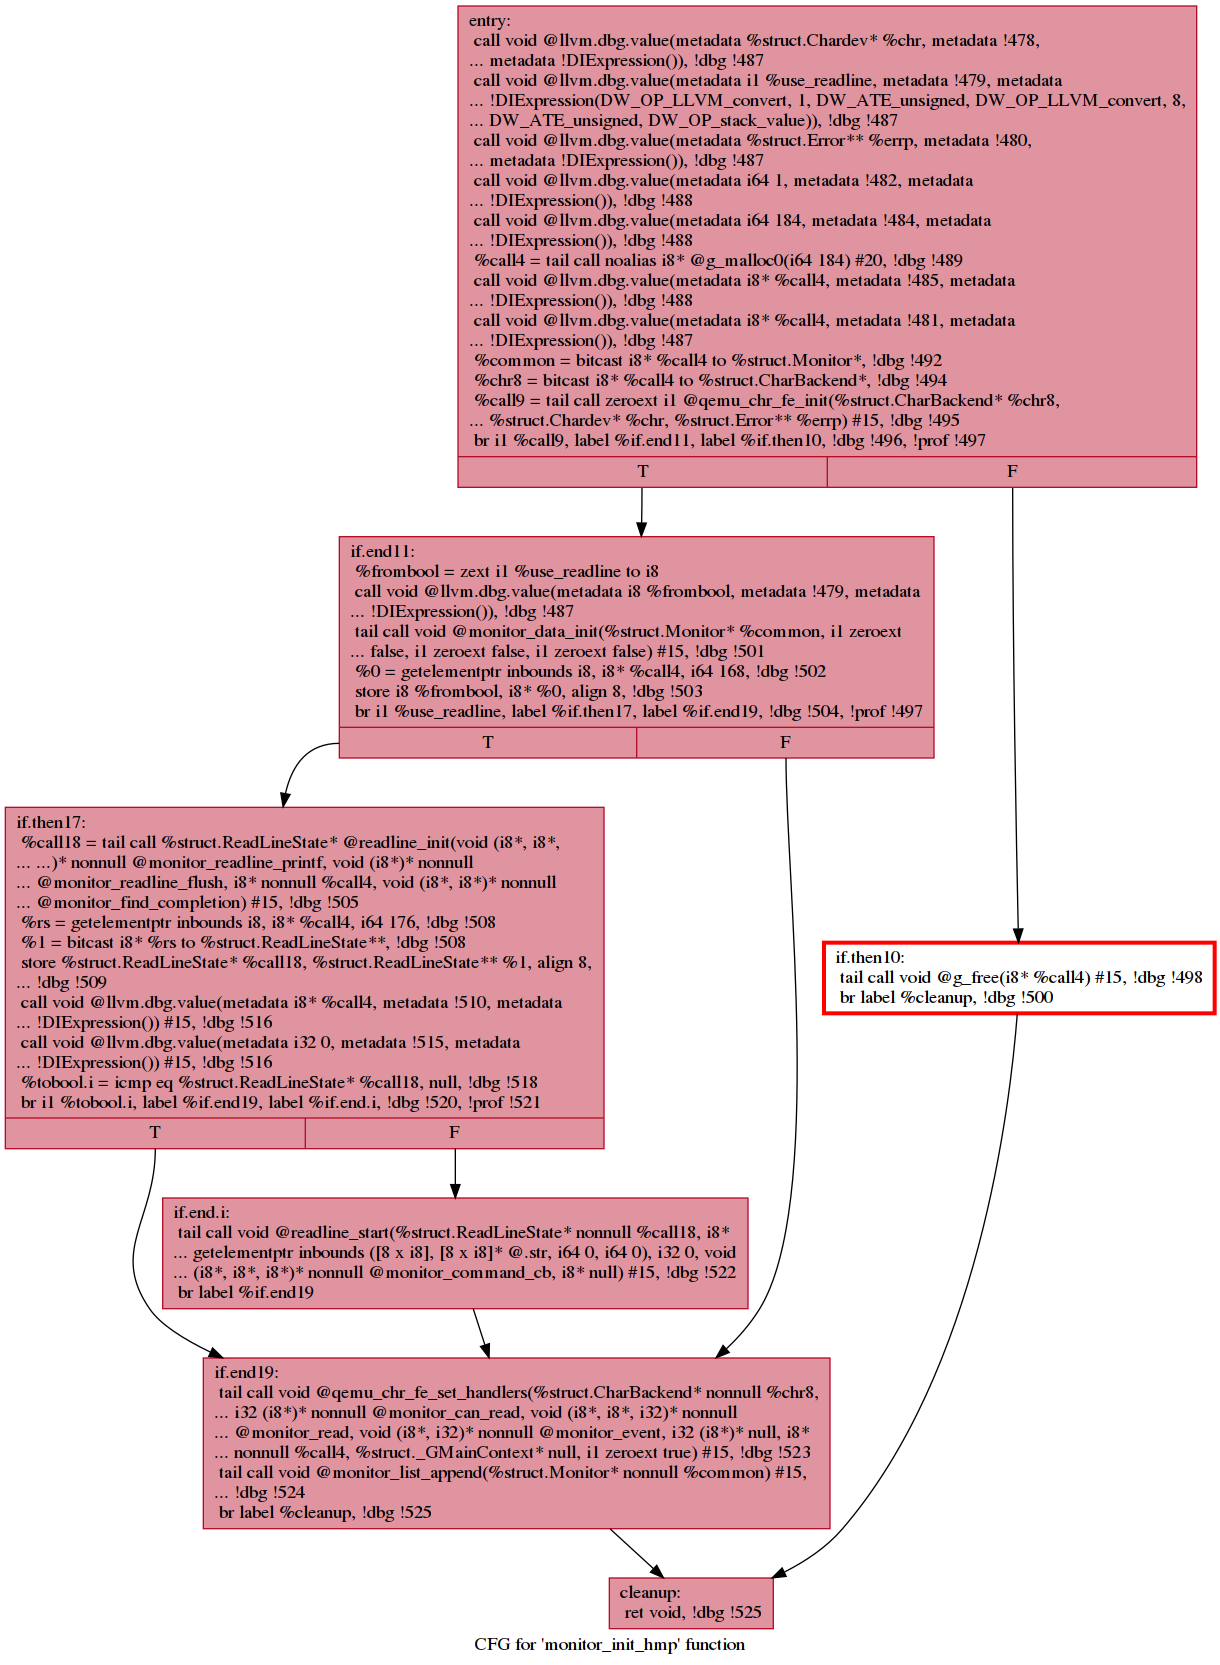 entry:
call void @llvm.dbg.value(metadata %struct.Chardev* %chr, metadata !478,
... metadata !DIExpression()), !dbg !487
call void @llvm.dbg.value(metadata i1 %use_readline, metadata !479, metadata
... !DIExpression(DW_OP_LLVM_convert, 1, DW_ATE_unsigned, DW_OP_LLVM_convert, 8,
... DW_ATE_unsigned, DW_OP_stack_value)), !dbg !487
call void @llvm.dbg.value(metadata %struct.Error** %errp, metadata !480,
... metadata !DIExpression()), !dbg !487
call void @llvm.dbg.value(metadata i64 1, metadata !482, metadata
... !DIExpression()), !dbg !488
call void @llvm.dbg.value(metadata i64 184, metadata !484, metadata
... !DIExpression()), !dbg !488
%call4 = tail call noalias i8* @g_malloc0(i64 184) #20, !dbg !489
call void @llvm.dbg.value(metadata i8* %call4, metadata !485, metadata
... !DIExpression()), !dbg !488
call void @llvm.dbg.value(metadata i8* %call4, metadata !481, metadata
... !DIExpression()), !dbg !487
%common = bitcast i8* %call4 to %struct.Monitor*, !dbg !492
%chr8 = bitcast i8* %call4 to %struct.CharBackend*, !dbg !494
%call9 = tail call zeroext i1 @qemu_chr_fe_init(%struct.CharBackend* %chr8,
... %struct.Chardev* %chr, %struct.Error** %errp) #15, !dbg !495
br i1 %call9, label %if.end11, label %if.then10, !dbg !496, !prof !497
T F
if.end11:
%frombool = zext i1 %use_readline to i8
call void @llvm.dbg.value(metadata i8 %frombool, metadata !479, metadata
... !DIExpression()), !dbg !487
tail call void @monitor_data_init(%struct.Monitor* %common, i1 zeroext
... false, i1 zeroext false, i1 zeroext false) #15, !dbg !501
%0 = getelementptr inbounds i8, i8* %call4, i64 168, !dbg !502
store i8 %frombool, i8* %0, align 8, !dbg !503
br i1 %use_readline, label %if.then17, label %if.end19, !dbg !504, !prof !497
T F
if.then17:
%call18 = tail call %struct.ReadLineState* @readline_init(void (i8*, i8*,
... ...)* nonnull @monitor_readline_printf, void (i8*)* nonnull
... @monitor_readline_flush, i8* nonnull %call4, void (i8*, i8*)* nonnull
... @monitor_find_completion) #15, !dbg !505
%rs = getelementptr inbounds i8, i8* %call4, i64 176, !dbg !508
%1 = bitcast i8* %rs to %struct.ReadLineState**, !dbg !508
store %struct.ReadLineState* %call18, %struct.ReadLineState** %1, align 8,
... !dbg !509
call void @llvm.dbg.value(metadata i8* %call4, metadata !510, metadata
... !DIExpression()) #15, !dbg !516
call void @llvm.dbg.value(metadata i32 0, metadata !515, metadata
... !DIExpression()) #15, !dbg !516
%tobool.i = icmp eq %struct.ReadLineState* %call18, null, !dbg !518
br i1 %tobool.i, label %if.end19, label %if.end.i, !dbg !520, !prof !521
T F
if.then10:
tail call void @g_free(i8* %call4) #15, !dbg !498
br label %cleanup, !dbg !500
if.end.i:
tail call void @readline_start(%struct.ReadLineState* nonnull %call18, i8*
... getelementptr inbounds ([8 x i8], [8 x i8]* @.str, i64 0, i64 0), i32 0, void
... (i8*, i8*, i8*)* nonnull @monitor_command_cb, i8* null) #15, !dbg !522
br label %if.end19
if.end19:
tail call void @qemu_chr_fe_set_handlers(%struct.CharBackend* nonnull %chr8,
... i32 (i8*)* nonnull @monitor_can_read, void (i8*, i8*, i32)* nonnull
... @monitor_read, void (i8*, i32)* nonnull @monitor_event, i32 (i8*)* null, i8*
... nonnull %call4, %struct._GMainContext* null, i1 zeroext true) #15, !dbg !523
tail call void @monitor_list_append(%struct.Monitor* nonnull %common) #15,
... !dbg !524
br label %cleanup, !dbg !525
cleanup:
ret void, !dbg !525
CFG for 'monitor_init_hmp' function